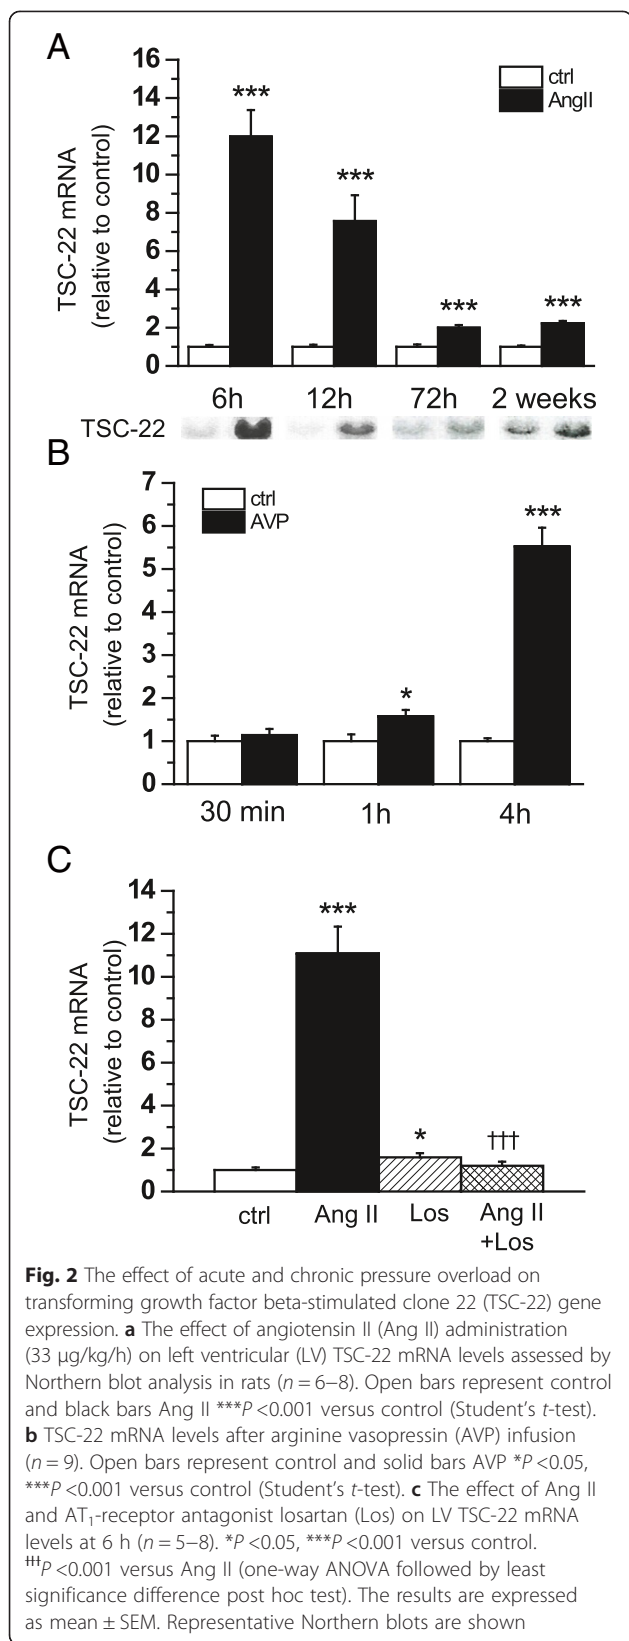 A
16
14
12
10
8
6
4
2
0
TSC-22 mRNA
(relative to control)
ctrl
AngII
***
***
***
***
6h 12h 72h 2 weeks
TSC-22
B
7
6
5
4
3
2
1
0
TSC-22 mRNA
(relative to control)
ctrl
AVP
*
***
30 min 1h 4h
C
14
12
10
8
6
4
2
0
TSC-22 mRNA
(relative to control)
***
*
†††
ctrl Ang II Los Ang II
+Los
Fig. 2 The effect of acute and chronic pressure overload on
transforming growth factor beta-stimulated clone 22 (TSC-22) gene
expression. a The effect of angiotensin II (Ang II) administration
(33 μg/kg/h) on left ventricular (LV) TSC-22 mRNA levels assessed by
Northern blot analysis in rats (n = 6–8). Open bars represent control
and black bars Ang II ***P <0.001 versus control (Student's t-test).
b TSC-22 mRNA levels after arginine vasopressin (AVP) infusion
(n = 9). Open bars represent control and solid bars AVP *P <0.05,
***P <0.001 versus control (Student's t-test). c The effect of Ang II
and AT₁-receptor antagonist losartan (Los) on LV TSC-22 mRNA
levels at 6 h (n = 5–8). *P <0.05, ***P <0.001 versus control.
ƚƚƚP <0.001 versus Ang II (one-way ANOVA followed by least
significance difference post hoc test). The results are expressed
as mean ± SEM. Representative Northern blots are shown